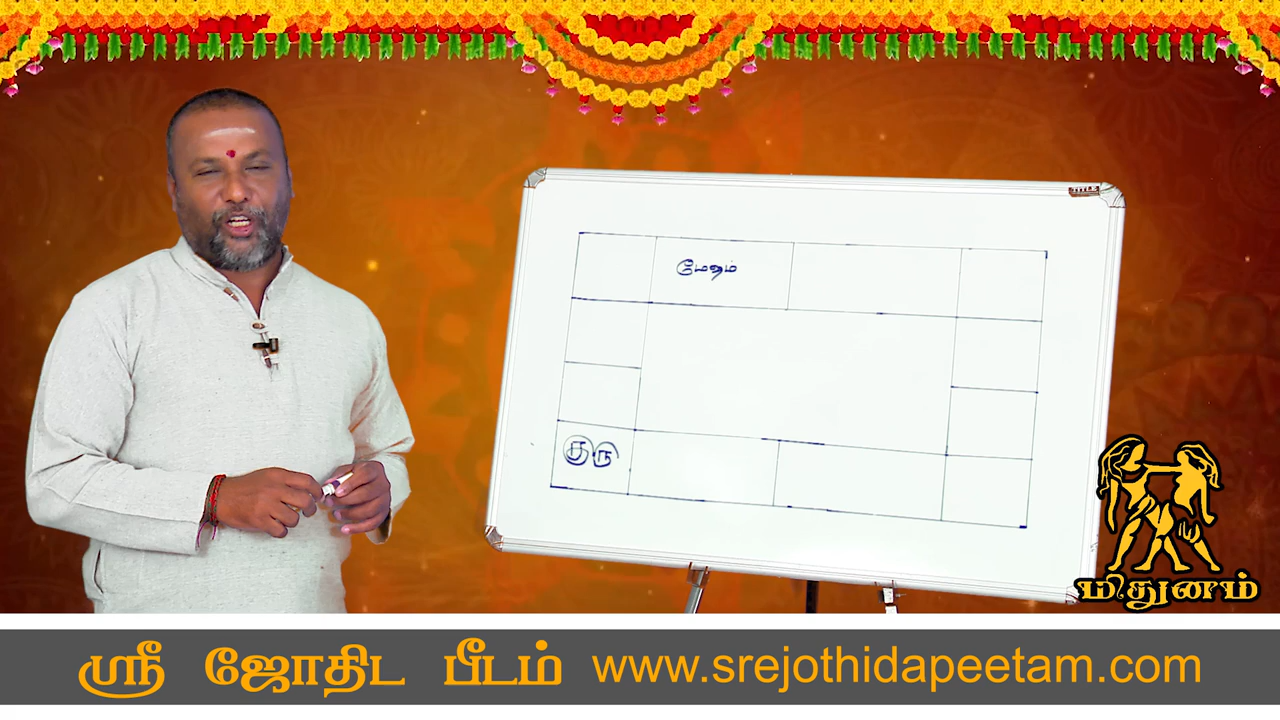 மேஷம்
குரு
மிதுனம்
ஸ்ரீ ஜோதிட பீடம் www.srejothidapeetam.com